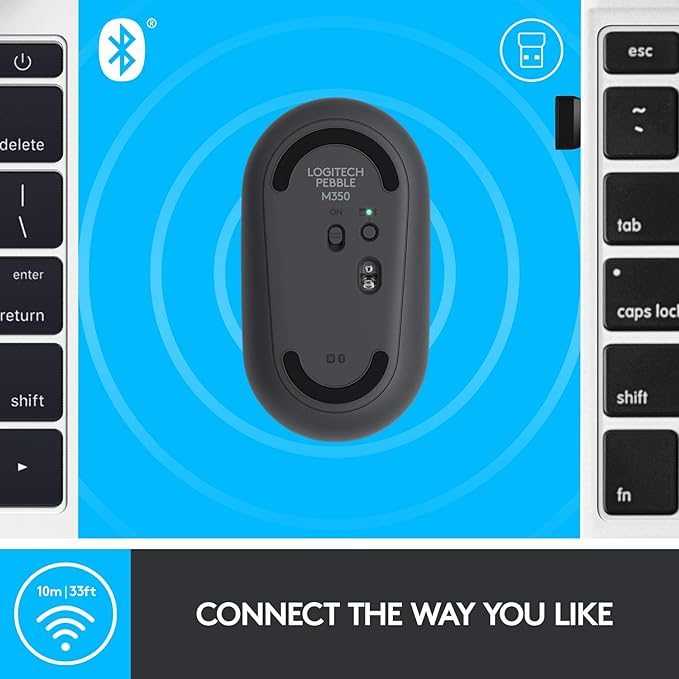 ®
delete
|
\
enter
return
shift
LOGITECH
PEBBLE
M350
ON
esc
~
`
tab
caps loc
shift
fn
10m | 33ft
CONNECT THE WAY YOU LIKE